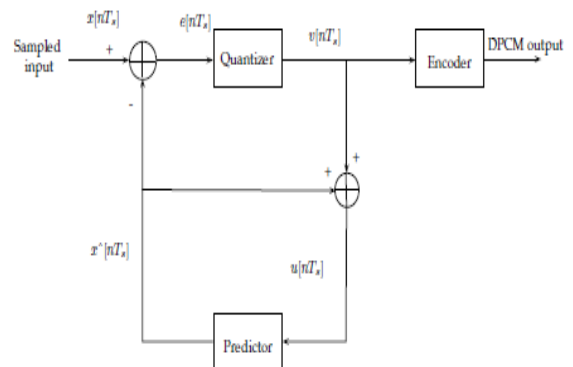 x[nTs]
e[nTs]
v[nTs]
DPCM output
Sampled
input
+
Quantizer
Encoder
-
+
+
x^[nTs]
u[nTs]
Predictor